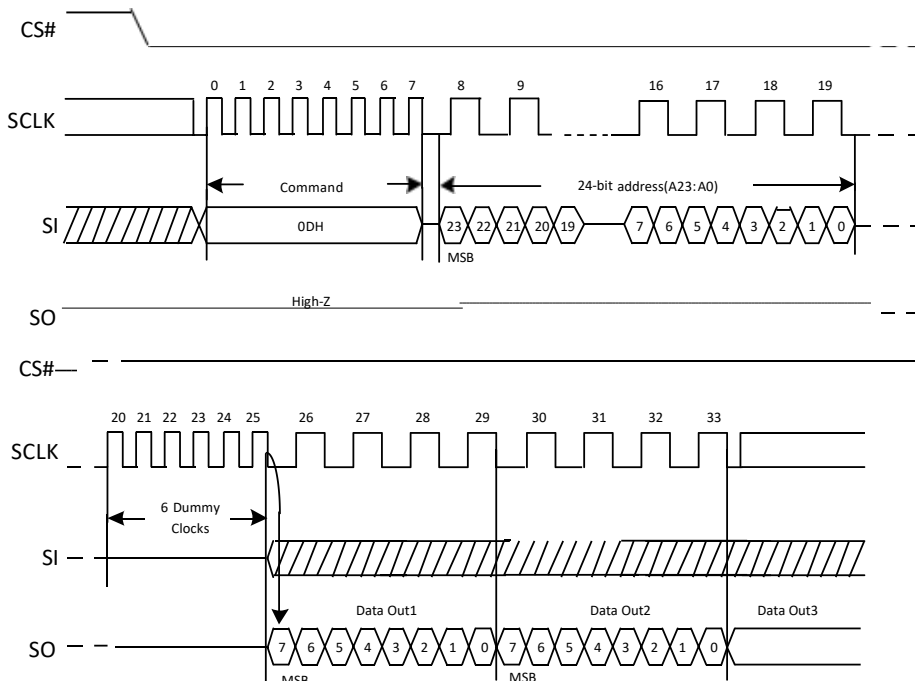 CS#
0 1 2 3 4 5 6 7 8 9 16 17 18 19
SCLK
Command
24-bit address(A23:A0)
SI
0DH
23 22 21 20 19 7 6 5 4 3 2 1 0
MSB
High-Z
SO
CS#
20 21 22 23 24 25 26 27 28 29 30 31 32 33
SCLK
6 Dummy
Clocks
SI
Data Out1
Data Out2
Data Out3
SO
7 6 5 4 3 2 1 0 7 6 5 4 3 2 1 0
MSB
MSB